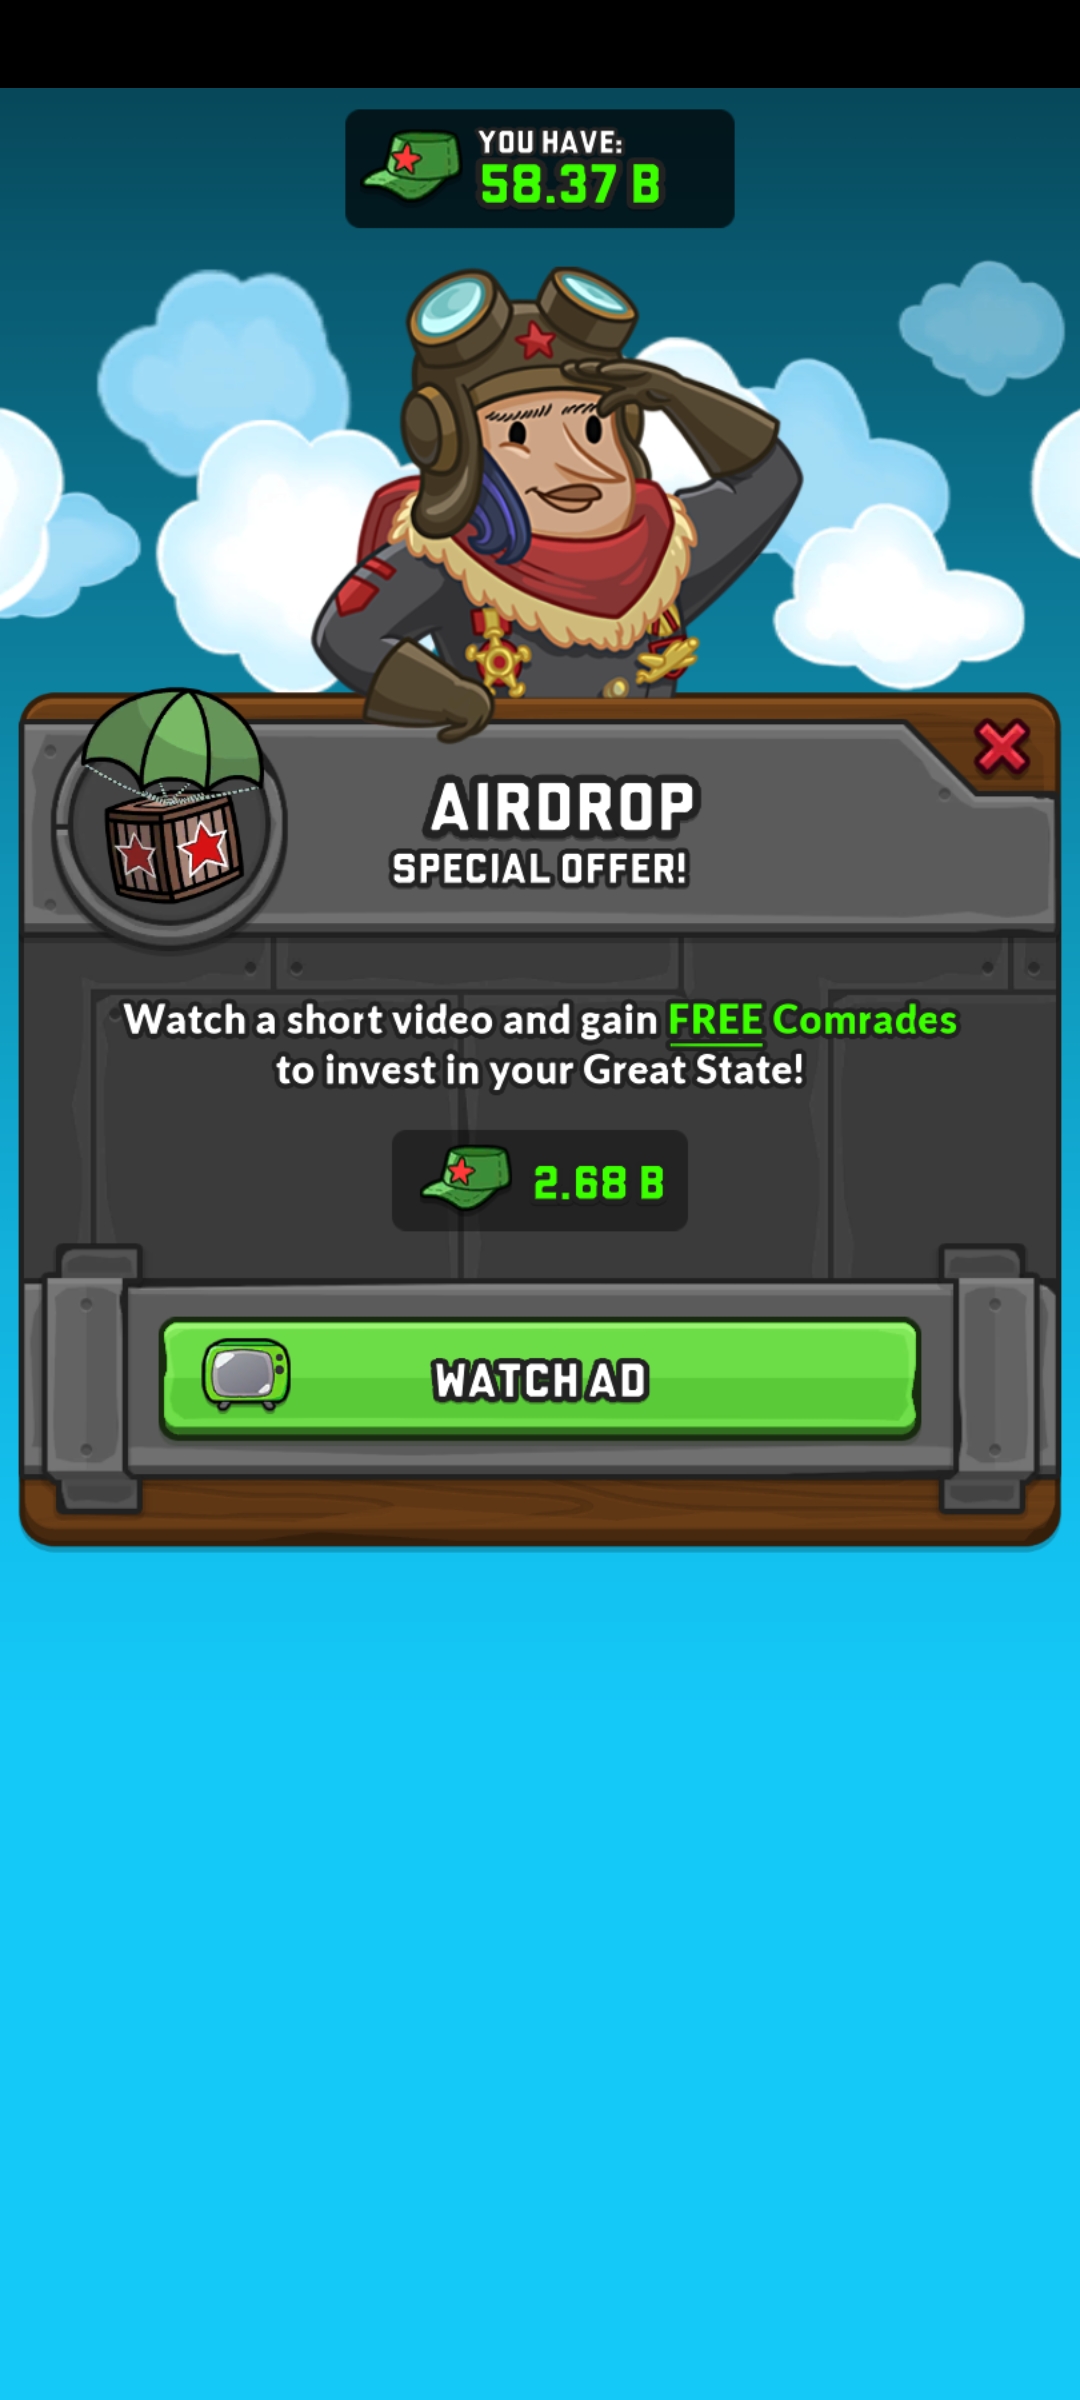 YOU HAVE:
58.37 B
AIRDROP
SPECIAL OFFER!
Watch a short video and gain FREE Comrades
to invest in your Great State!
2.68 B
WATCH AD